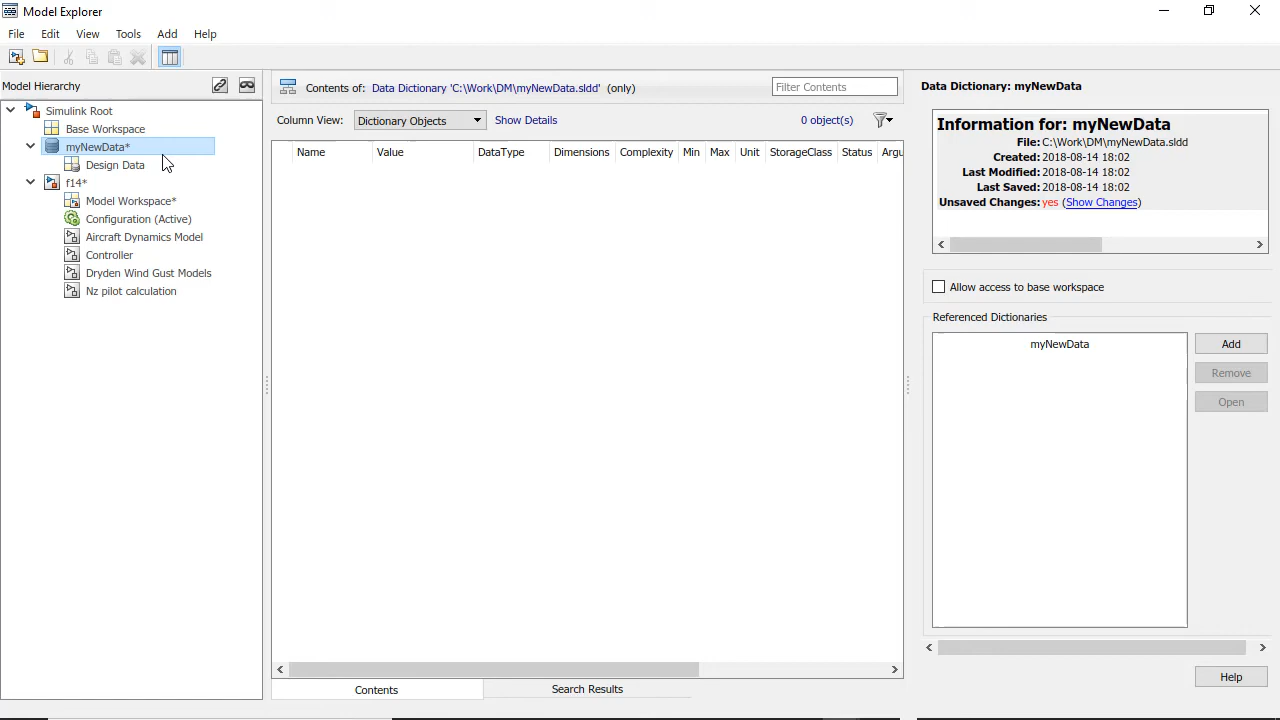 Model Explorer
File Edit View Tools Add Help
Model Hierarchy
Simulink Root
Base Workspace
myNewData*
Design Data
f14*
Model Workspace*
Configuration (Active)
Aircraft Dynamics Model
Controller
Dryden Wind Gust Models
Nz pilot calculation
Contents of: Data Dictionary 'C:\Work\DM\myNewData.sldd' (only)
Filter Contents
Column View: Dictionary Objects Show Details 0 object(s)
Name Value DataType Dimensions Complexity Min Max Unit StorageClass Status Argu
Contents Search Results
Data Dictionary: myNewData
Information for: myNewData
File: C:\Work\DM\myNewData.sldd
Created: 2018-08-14 18:02
Last Modified: 2018-08-14 18:02
Last Saved: 2018-08-14 18:02
Unsaved Changes: yes (Show Changes)
Allow access to base workspace
Referenced Dictionaries
myNewData
Add
Remove
Open
Help